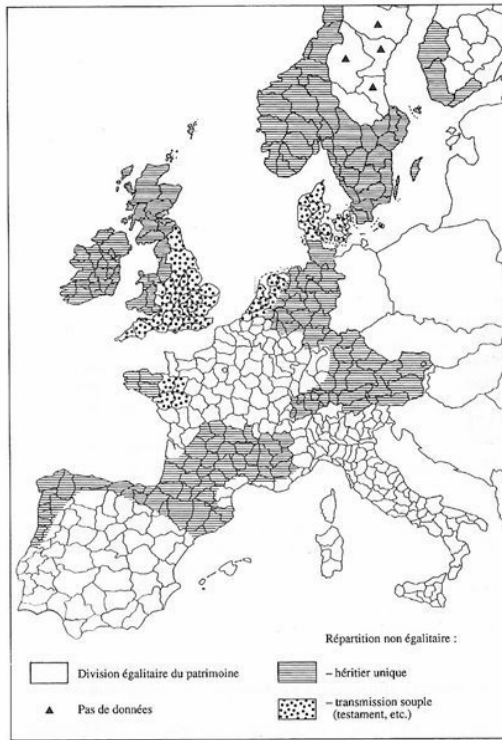 Répartition non égalitaire :
Division égalitaire du patrimoine
– héritier unique
Pas de données
– transmission souple
(testament, etc.)